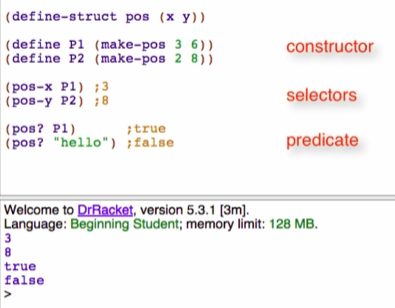 (define-struct pos (x y))
(define P1 (make-pos 3 6)) constructor
(define P2 (make-pos 2 8))
(pos-x P1) ;3
(pos-y P2) ;8 selectors
(pos? P1) ;true
(pos? "hello") ;false predicate
Welcome to DrRacket, version 5.3.1 [3m].
Language: Beginning Student; memory limit: 128 MB.
3
8
true
false
>